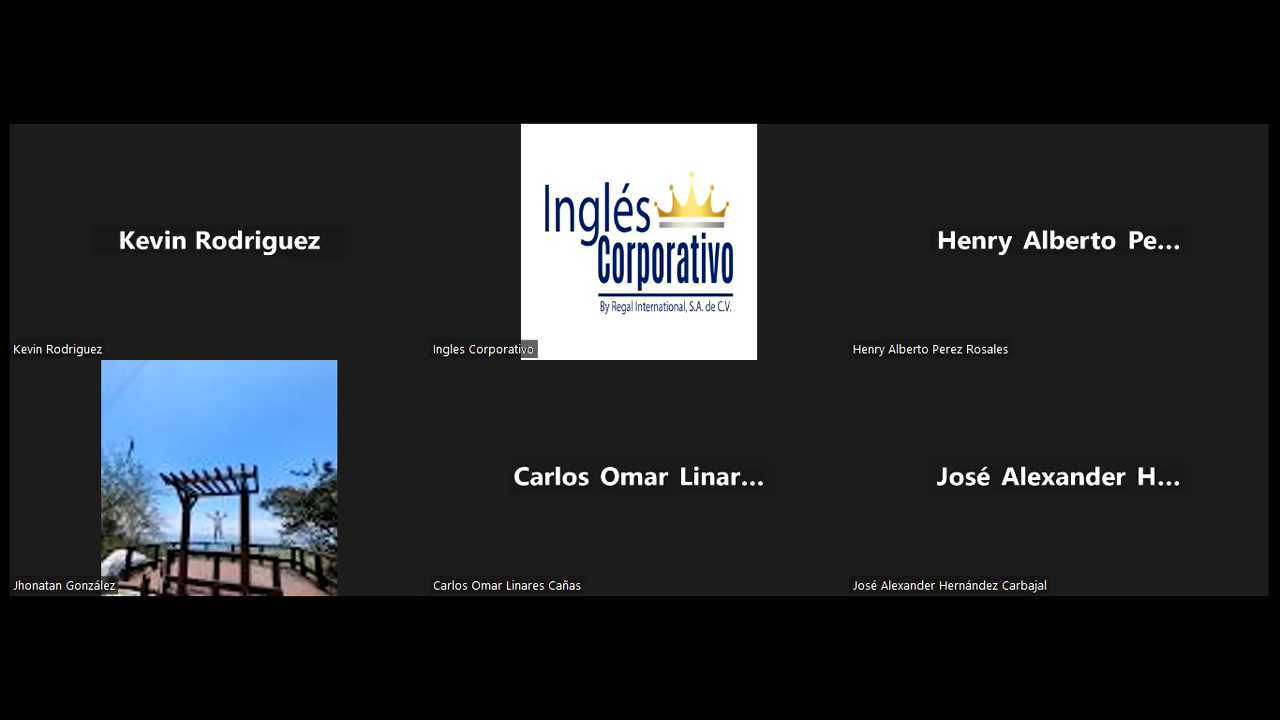 Kevin Rodriguez
Kevin Rodriguez
Inglés
Corporativo
By Regal International, S.A. de C.V.
Ingles Corporativo
Henry Alberto Pe...
Henry Alberto Perez Rosales
Jhonatan González
Carlos Omar Linar...
Carlos Omar Linares Cañas
José Alexander H...
José Alexander Hernández Carbajal